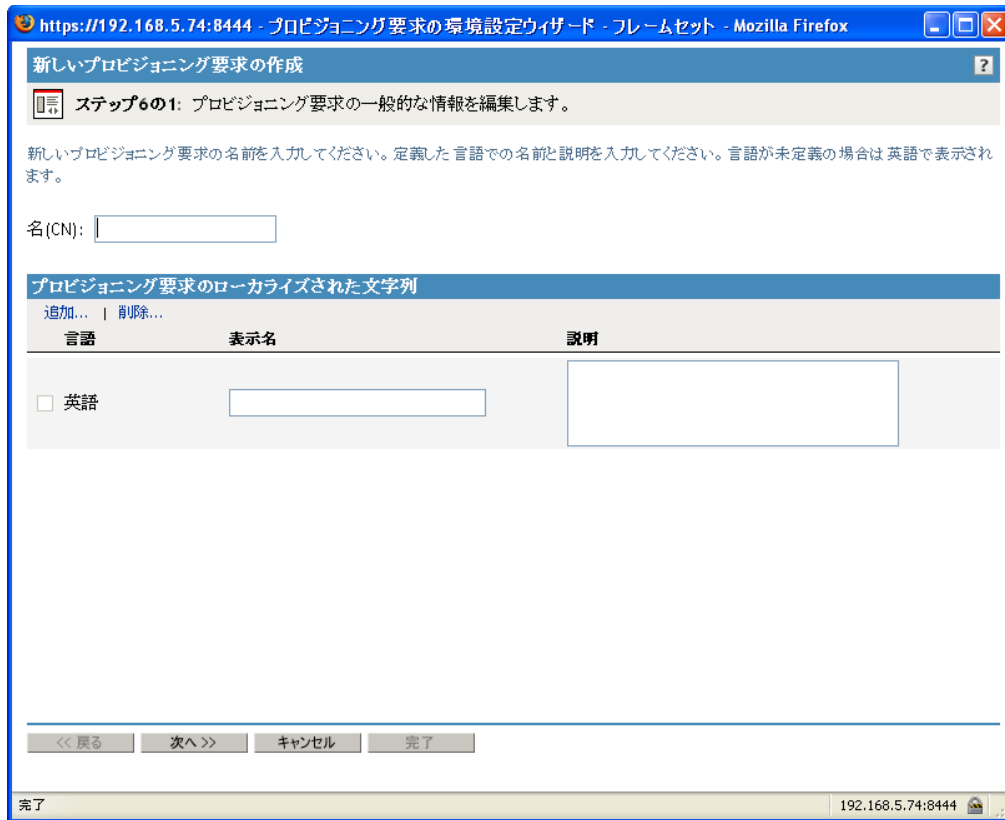 https://192.168.5.74:8444 - プロビジョニング要求の環境設定ウィザード - フレームセット - Mozilla Firefox
新しいプロビジョニング要求の作成
?
ステップ6の1: プロビジョニング要求の一般的な情報を編集します。
新しいプロビジョニング要求の名前を入力してください。定義した言語での名前と説明を入力してください。言語が未定義の場合は英語で表示され
ます。
名(CN):
プロビジョニング要求のローカライズされた文字列
追加... | 削除...
言語 表示名 説明
英語
<< 戻る 次へ >> キャンセル 完了
完了 192.168.5.74:8444